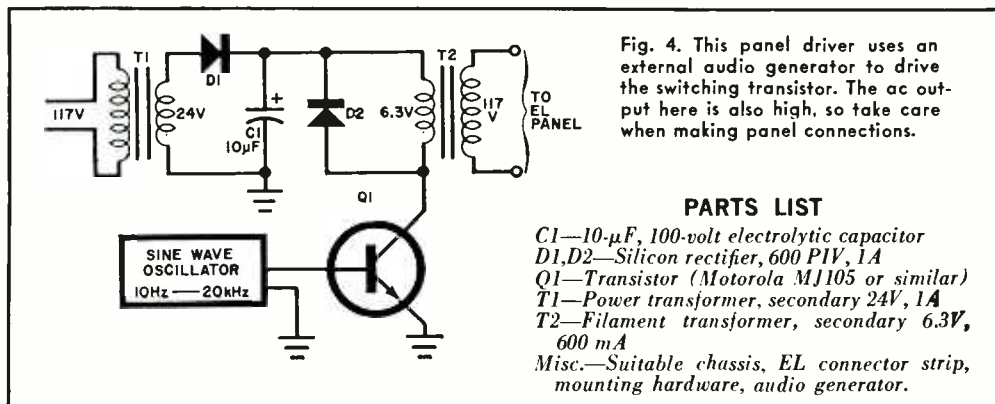 T1
D1
T2
117V
24V
+
C1
10µF
D2
6.3V
117
V
TO
EL
PANEL
Q1
SINE WAVE
OSCILLATOR
10Hz — 20kHz
Fig. 4. This panel driver uses an
external audio generator to drive
the switching transistor. The ac out-
put here is also high, so take care
when making panel connections.
PARTS LIST
C1—10-µF, 100-volt electrolytic capacitor
D1,D2—Silicon rectifier, 600 PIV, 1A
Q1—Transistor (Motorola MJ105 or similar)
T1—Power transformer, secondary 24V, 1A
T2—Filament transformer, secondary 6.3V,
600 mA
Misc.—Suitable chassis, EL connector strip,
mounting hardware, audio generator.